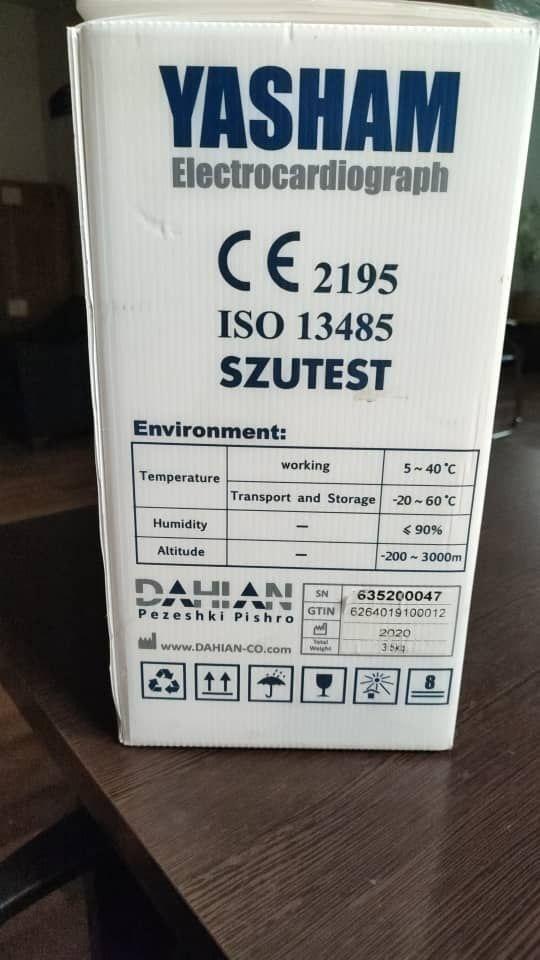 YASHAM
Electrocardiograph
CE 2195
ISO 13485
SZUTEST
Environment:
Temperature working 5 ~ 40 °C
Transport and Storage -20 ~ 60 °C
Humidity — ⩽ 90%
Altitude — -200 ~ 3000m
DAHIAN
Pezeshki Pishro
www.DAHIAN-CO.com
SN 635200047
GTIN 6264019100012
2020
Total Weight 3.5kg
8